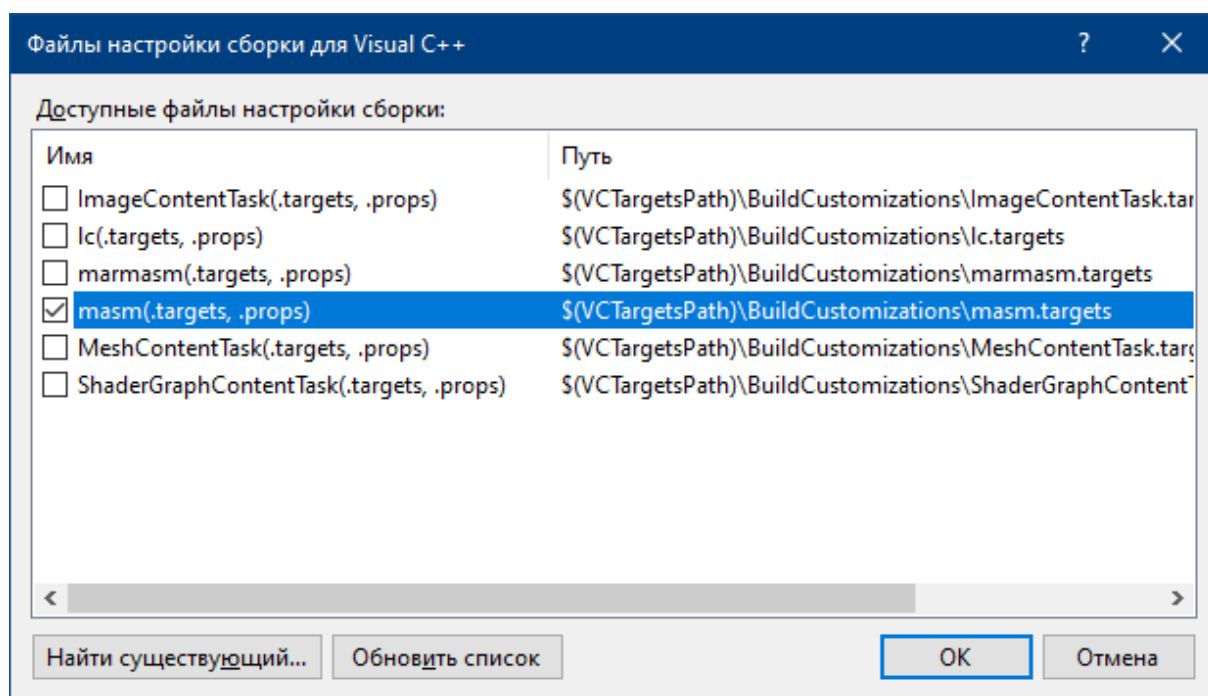 Файлы настройки сборки для Visual C++ ?
Доступные файлы настройки сборки:
Имя Путь
ImageContentTask(.targets, .props) $(VCTargetsPath)\BuildCustomizations\ImageContentTask.tar
lc(.targets, .props) $(VCTargetsPath)\BuildCustomizations\lc.targets
marmasm(.targets, .props) $(VCTargetsPath)\BuildCustomizations\marmasm.targets
masm(.targets, .props) $(VCTargetsPath)\BuildCustomizations\masm.targets
MeshContentTask(.targets, .props) $(VCTargetsPath)\BuildCustomizations\MeshContentTask.targ
ShaderGraphContentTask(.targets, .props) $(VCTargetsPath)\BuildCustomizations\ShaderGraphContentT
Найти существующий... Обновить список ОК Отмена